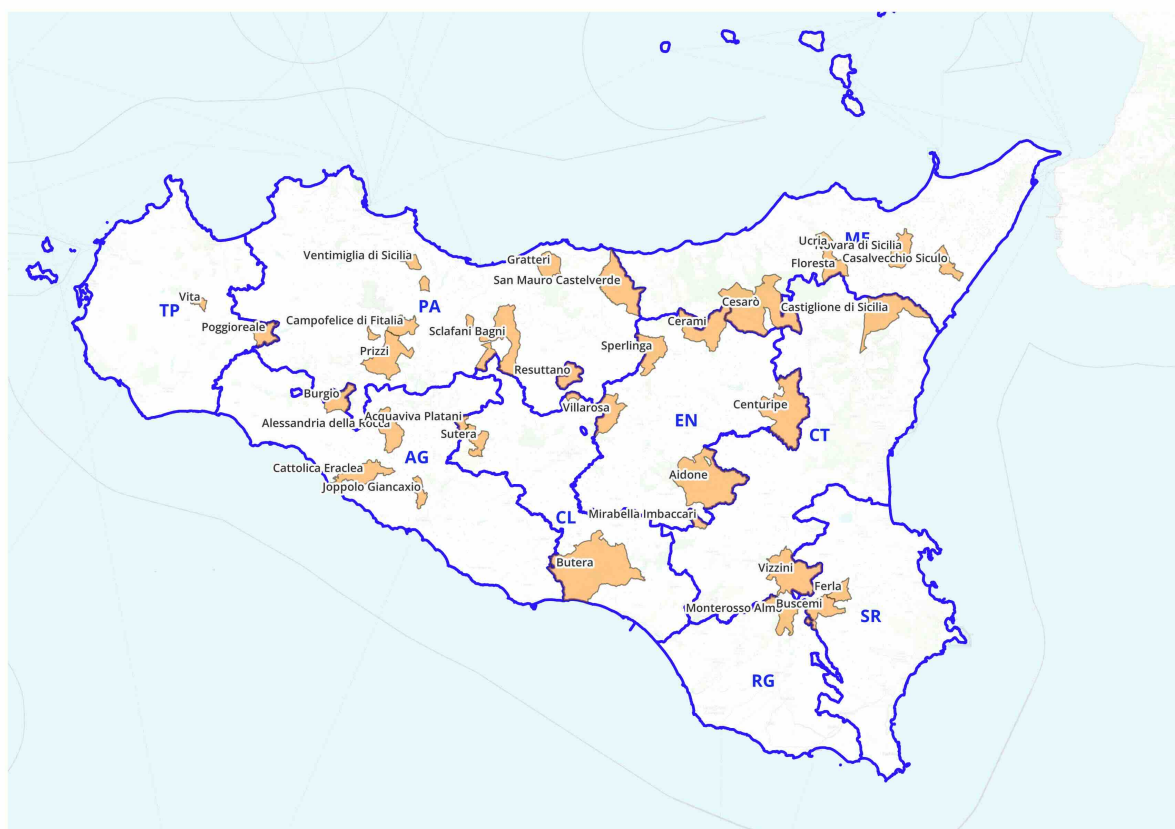 Ucria
ME
Novara di Sicilia
Ventimiglia di Sicilia
Gratteri
Casalvecchio Siculo
Floresta
San Mauro Castelverde
Vita
Cesarò
Castiglione di Sicilia
TP
PA
Campofelice di Fitalia
Cerami
Poggioreale
Sclafani Bagni
Prizzi
Sperlinga
Resuttano
Burgio
Villarosa
Centuripe
Acquaviva Platani
EN
Alessandria della Rocca
Sutera
CT
AG
Cattolica Eraclea
Aidone
Joppolo Giancaxio
CL
Mirabella Imbaccari
Butera
Vizzini
Ferla
Monterosso Almo
Buscemi
SR
RG